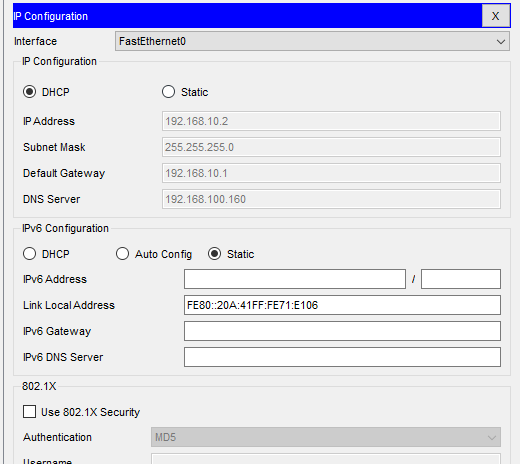 IP Configuration X
Interface FastEthernet0
IP Configuration
DHCP Static
IP Address 192.168.10.2
Subnet Mask 255.255.255.0
Default Gateway 192.168.10.1
DNS Server 192.168.100.160
IPv6 Configuration
DHCP Auto Config Static
IPv6 Address /
Link Local Address FE80::20A:41FF:FE71:E106
IPv6 Gateway
IPv6 DNS Server
802.1X
Use 802.1X Security
Authentication MD5
Username